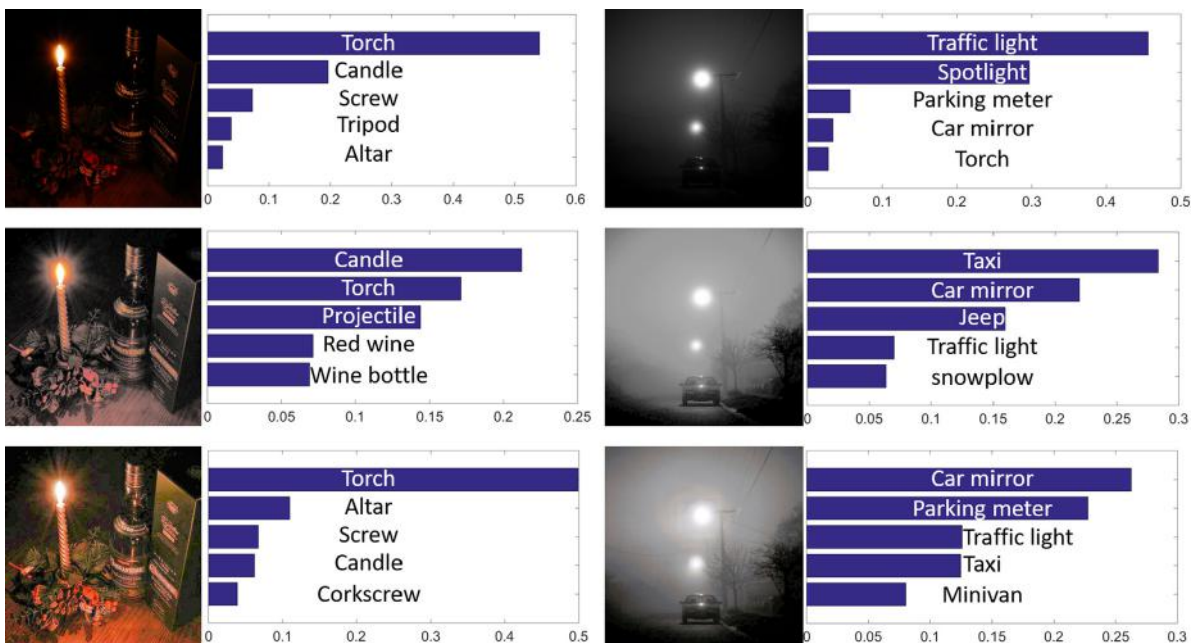 Torch
Candle
Screw
Tripod
Altar
0 0.1 0.2 0.3 0.4 0.5 0.6
Traffic light
Spotlight
Parking meter
Car mirror
Torch
0 0.1 0.2 0.3 0.4 0.5
Candle
Torch
Projectile
Red wine
Wine bottle
0 0.05 0.1 0.15 0.2 0.25
Taxi
Car mirror
Jeep
Traffic light
snowplow
0 0.05 0.1 0.15 0.2 0.25 0.3
Torch
Altar
Screw
Candle
Corkscrew
0 0.1 0.2 0.3 0.4 0.5
Car mirror
Parking meter
Traffic light
Taxi
Minivan
0 0.05 0.1 0.15 0.2 0.25 0.3